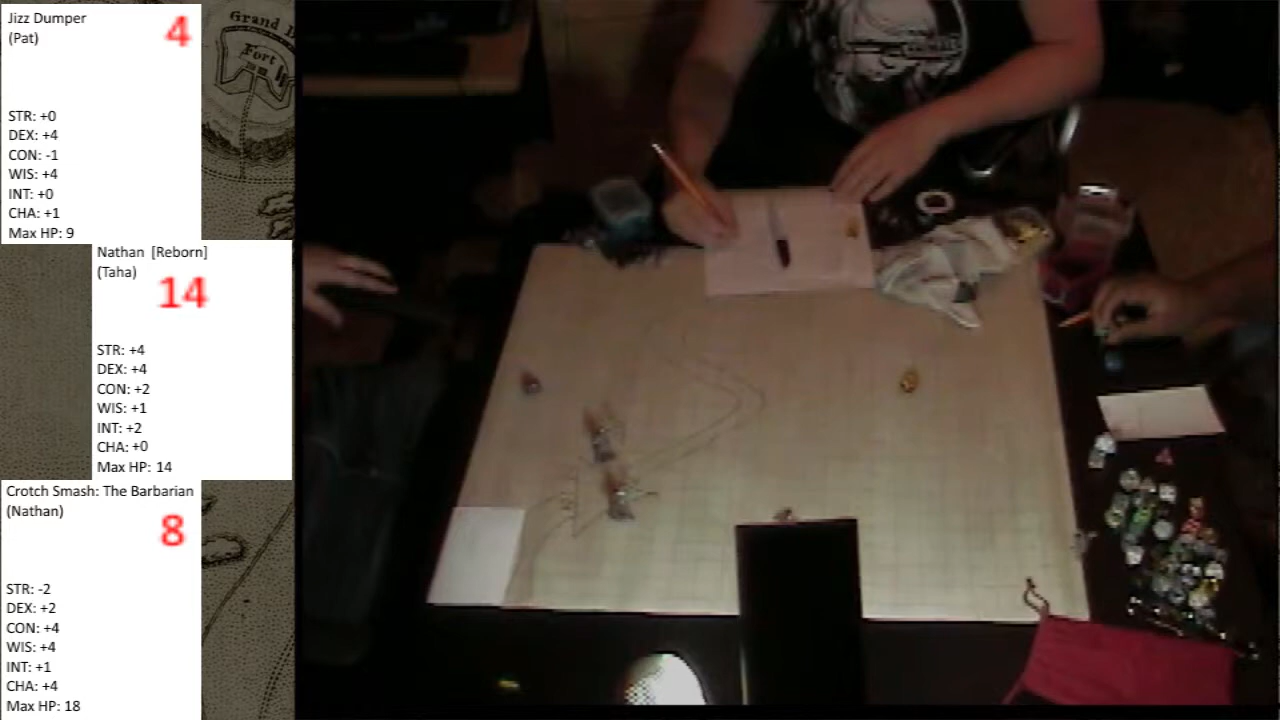 Jizz Dumper
(Pat)
4
STR: +0
DEX: +4
CON: -1
WIS: +4
INT: +0
CHA: +1
Max HP: 9
Nathan [Reborn]
(Taha)
14
STR: +4
DEX: +4
CON: +2
WIS: +1
INT: +2
CHA: +0
Max HP: 14
Crotch Smash: The Barbarian
(Nathan)
8
STR: -2
DEX: +2
CON: +4
WIS: +4
INT: +1
CHA: +4
Max HP: 18
Grand
Fort